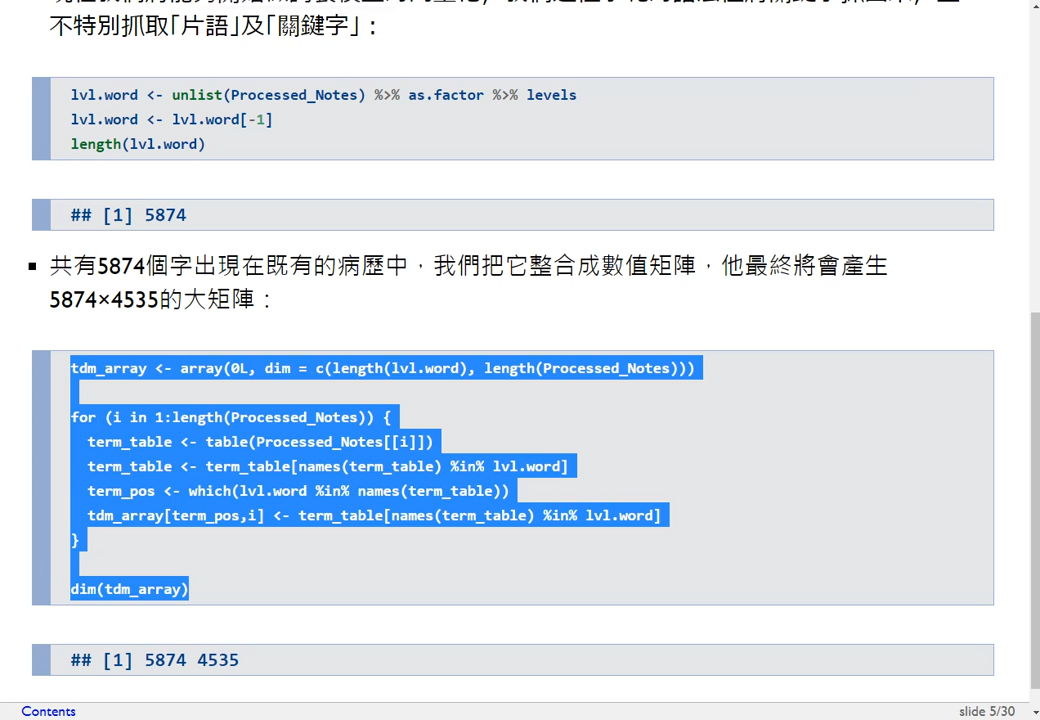 不特別抓取「片語」及「關鍵字」：
lvl.word <- unlist(Processed_Notes) %>% as.factor %>% levels
lvl.word <- lvl.word[-1]
length(lvl.word)
## [1] 5874
▪ 共有5874個字出現在既有的病歷中，我們把它整合成數值矩陣，他最終將會產生
5874×4535的大矩陣：
tdm_array <- array(0L, dim = c(length(lvl.word), length(Processed_Notes)))
for (i in 1:length(Processed_Notes)) {
  term_table <- table(Processed_Notes[[i]])
  term_table <- term_table[names(term_table) %in% lvl.word]
  term_pos <- which(lvl.word %in% names(term_table))
  tdm_array[term_pos,i] <- term_table[names(term_table) %in% lvl.word]
}
dim(tdm_array)
## [1] 5874 4535
Contents
slide 5/30